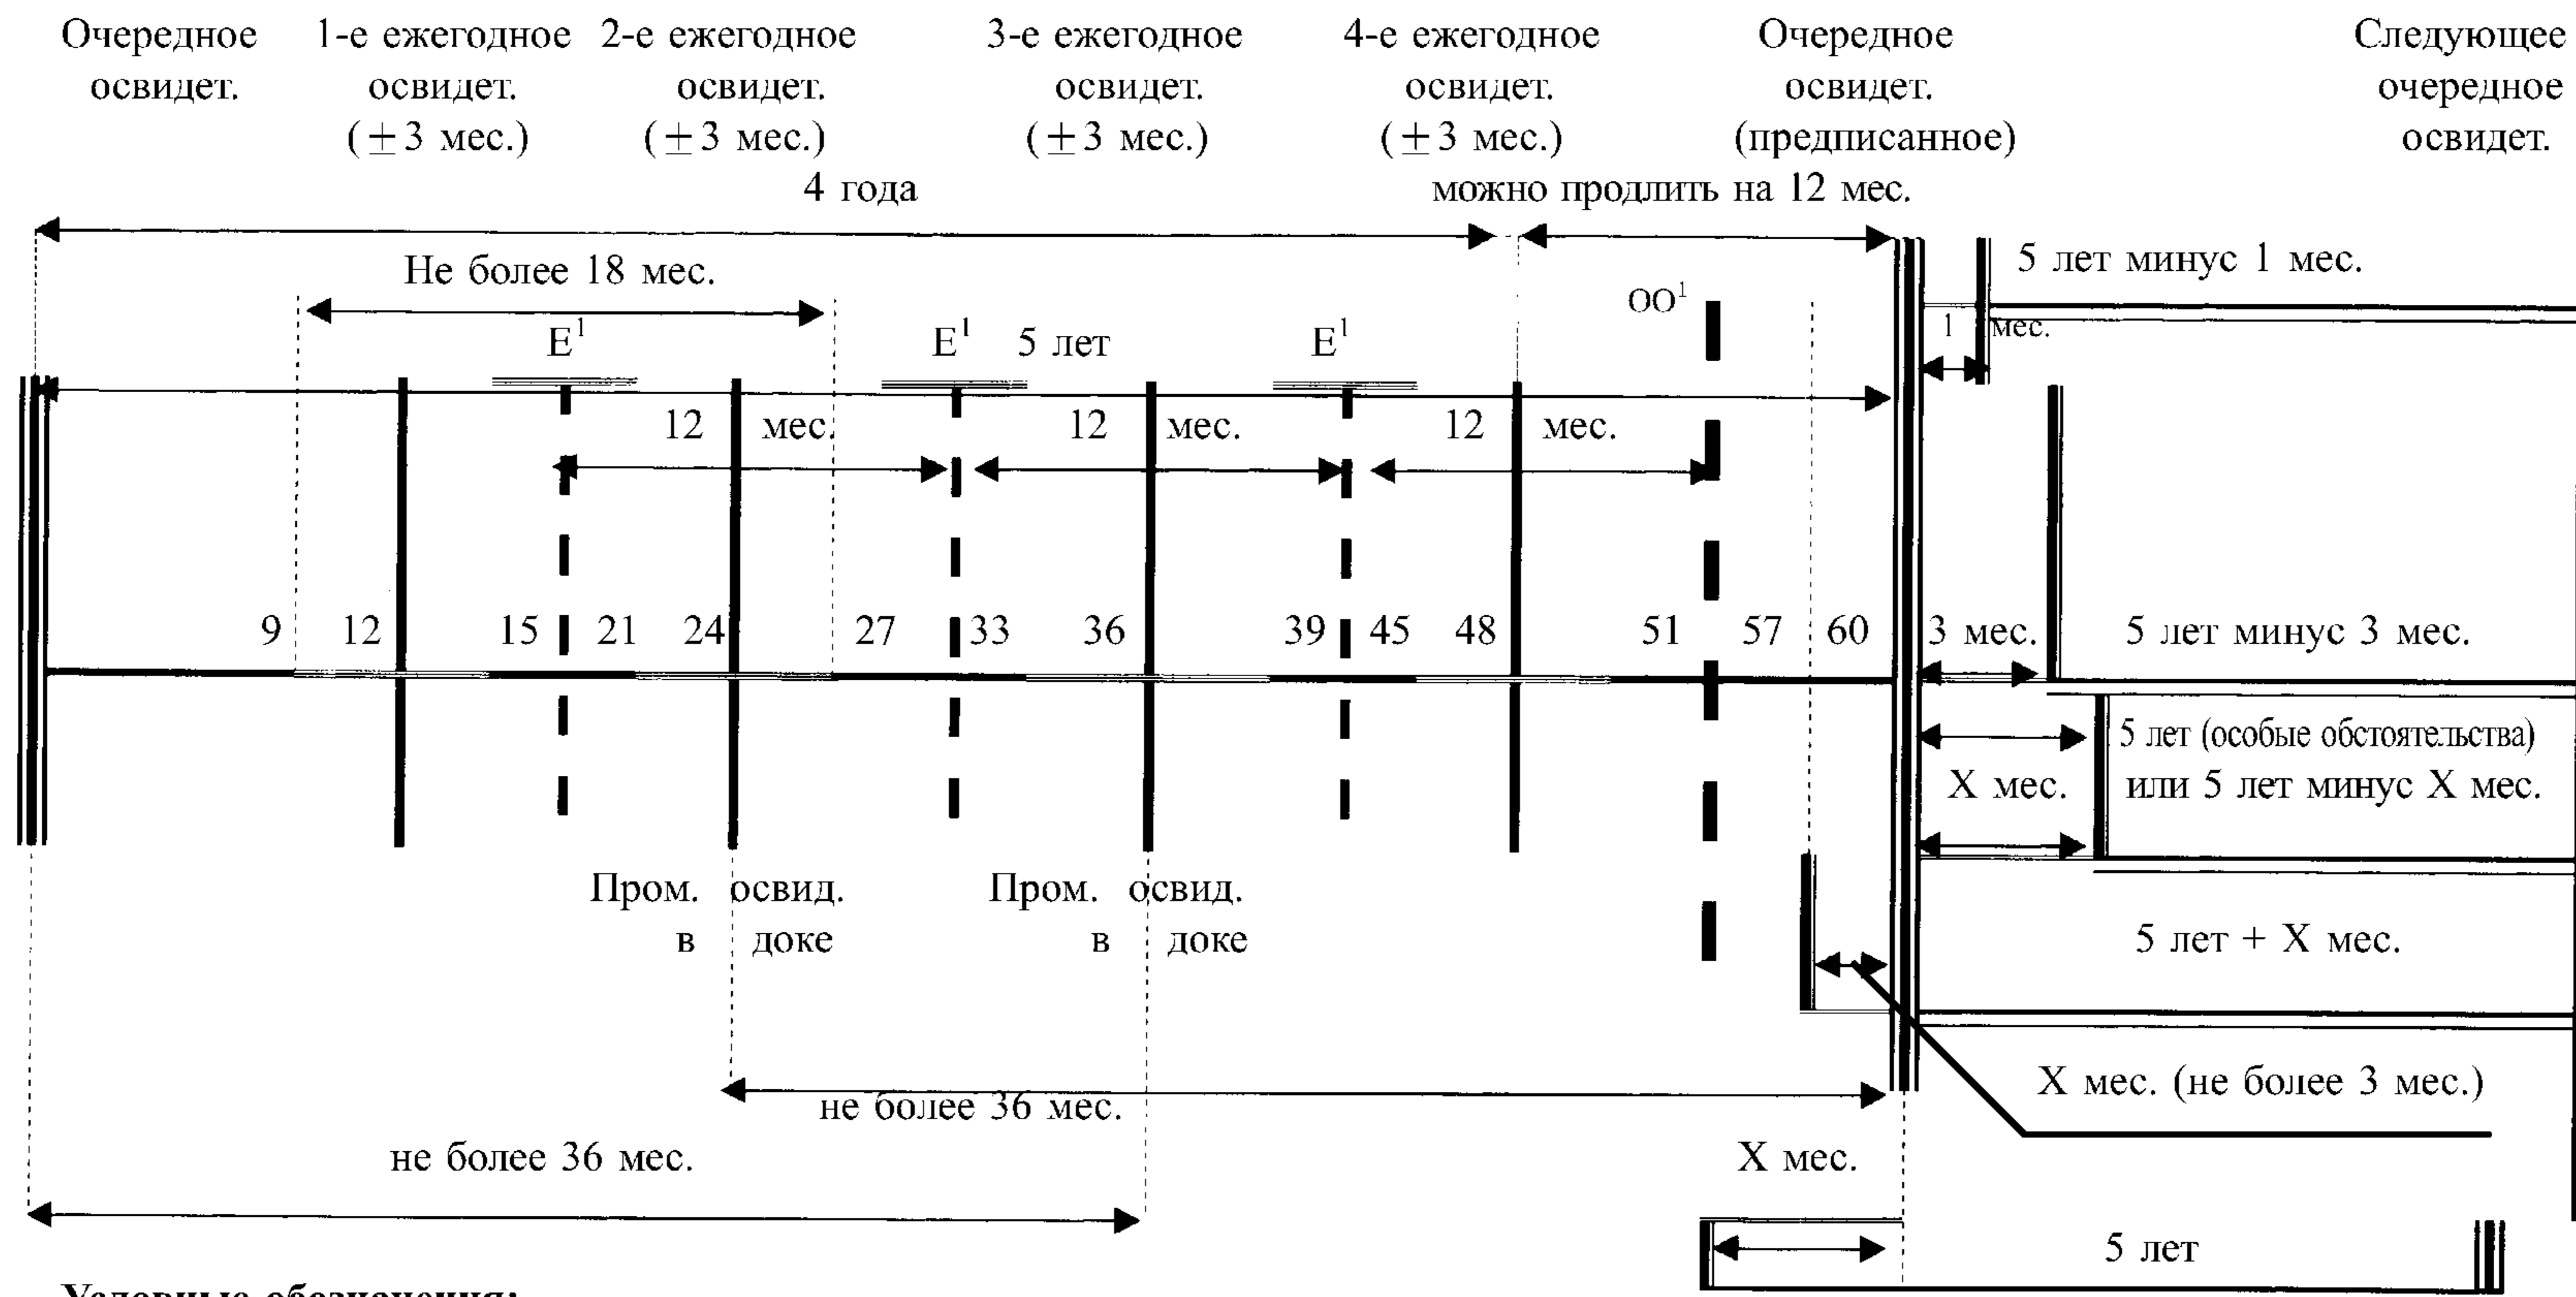 Очередное 1-е ежегодное 2-е ежегодное 3-е ежегодное 4-е ежегодное Очередное Следующее
освидет. освидет. освидет. освидет. освидет. освидет. очередное
(±3 мес.) (±3 мес.) (±3 мес.) (±3 мес.) (предписанное) освидет.
4 года можно продлить на 12 мес.
Не более 18 мес. 5 лет минус 1 мес.
ОО¹
1 мес.
Е¹ Е¹ 5 лет Е¹
12 мес. 12 мес. 12 мес.
9 12 15 21 24 27 33 36 39 45 48 51 57 60 3 мес. 5 лет минус 3 мес.
5 лет (особые обстоятельства)
Х мес. или 5 лет минус Х мес.
Пром. освид. Пром. освид.
в доке в доке 5 лет + Х мес.
Х мес. (не более 3 мес.)
не более 36 мес.
не более 36 мес. Х мес.
5 лет
Условные обозначения: